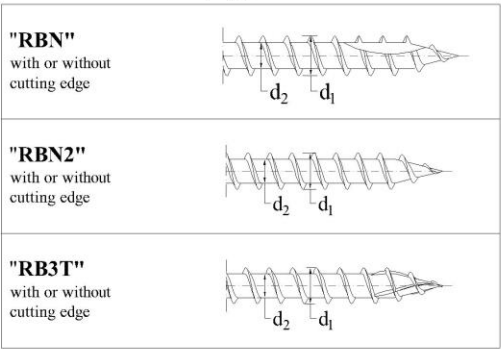 "RBN"
with or without
cutting edge
d2 d1
"RBN2"
with or without
cutting edge
d2 d1
"RB3T"
with or without
cutting edge
d2 d1